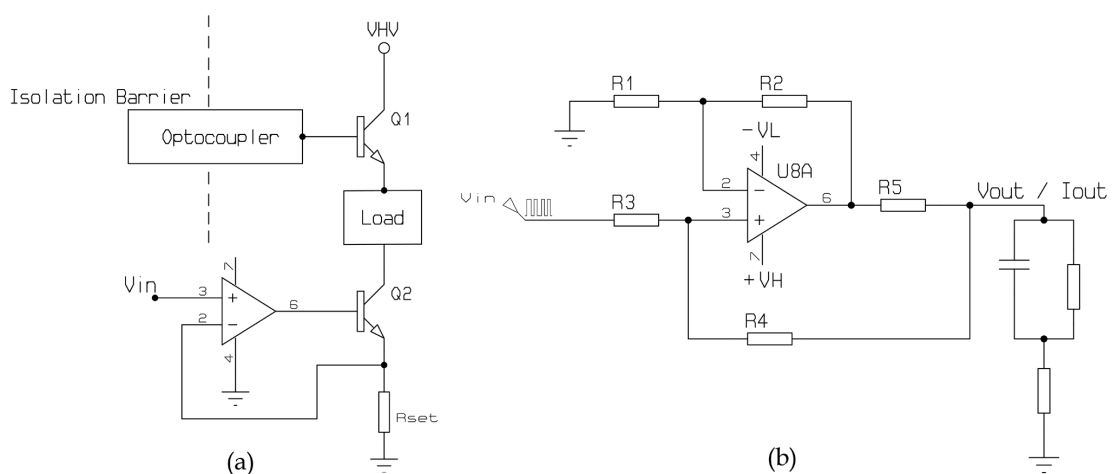 VHV
Isolation Barrier
Optocoupler
Q1
Load
Vin
7
3
+
2
−
6
4
Q2
Rset
(a)
R1
R2
-VL
4
U8A
2
−
Vin
R3
3
+
6
R5
Vout / Iout
7
+VH
R4
(b)